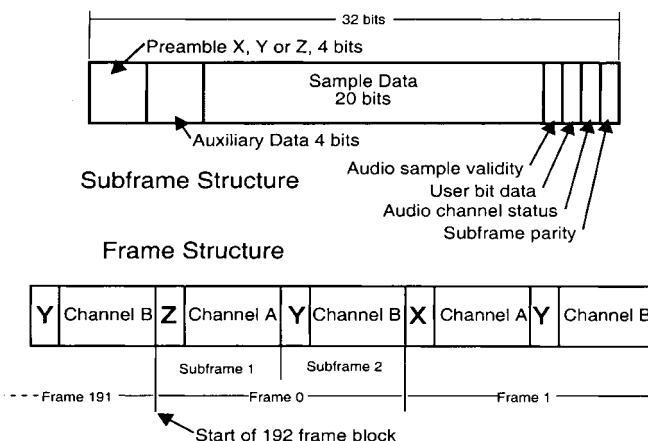 32 bits
Preamble X, Y or Z, 4 bits
Sample Data
20 bits
Auxiliary Data 4 bits
Audio sample validity
User bit data
Audio channel status
Subframe parity
Subframe Structure
Frame Structure
Y Channel B Z Channel A Y Channel B X Channel A Y Channel B
Subframe 1 Subframe 2
Frame 191 Frame 0 Frame 1
Start of 192 frame block